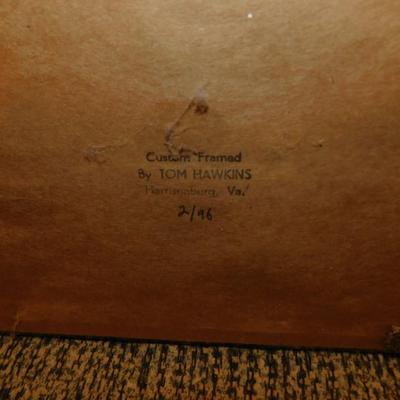 Custom Framed
By TOM HAWKINS
Harrisonburg, Va.
2/96